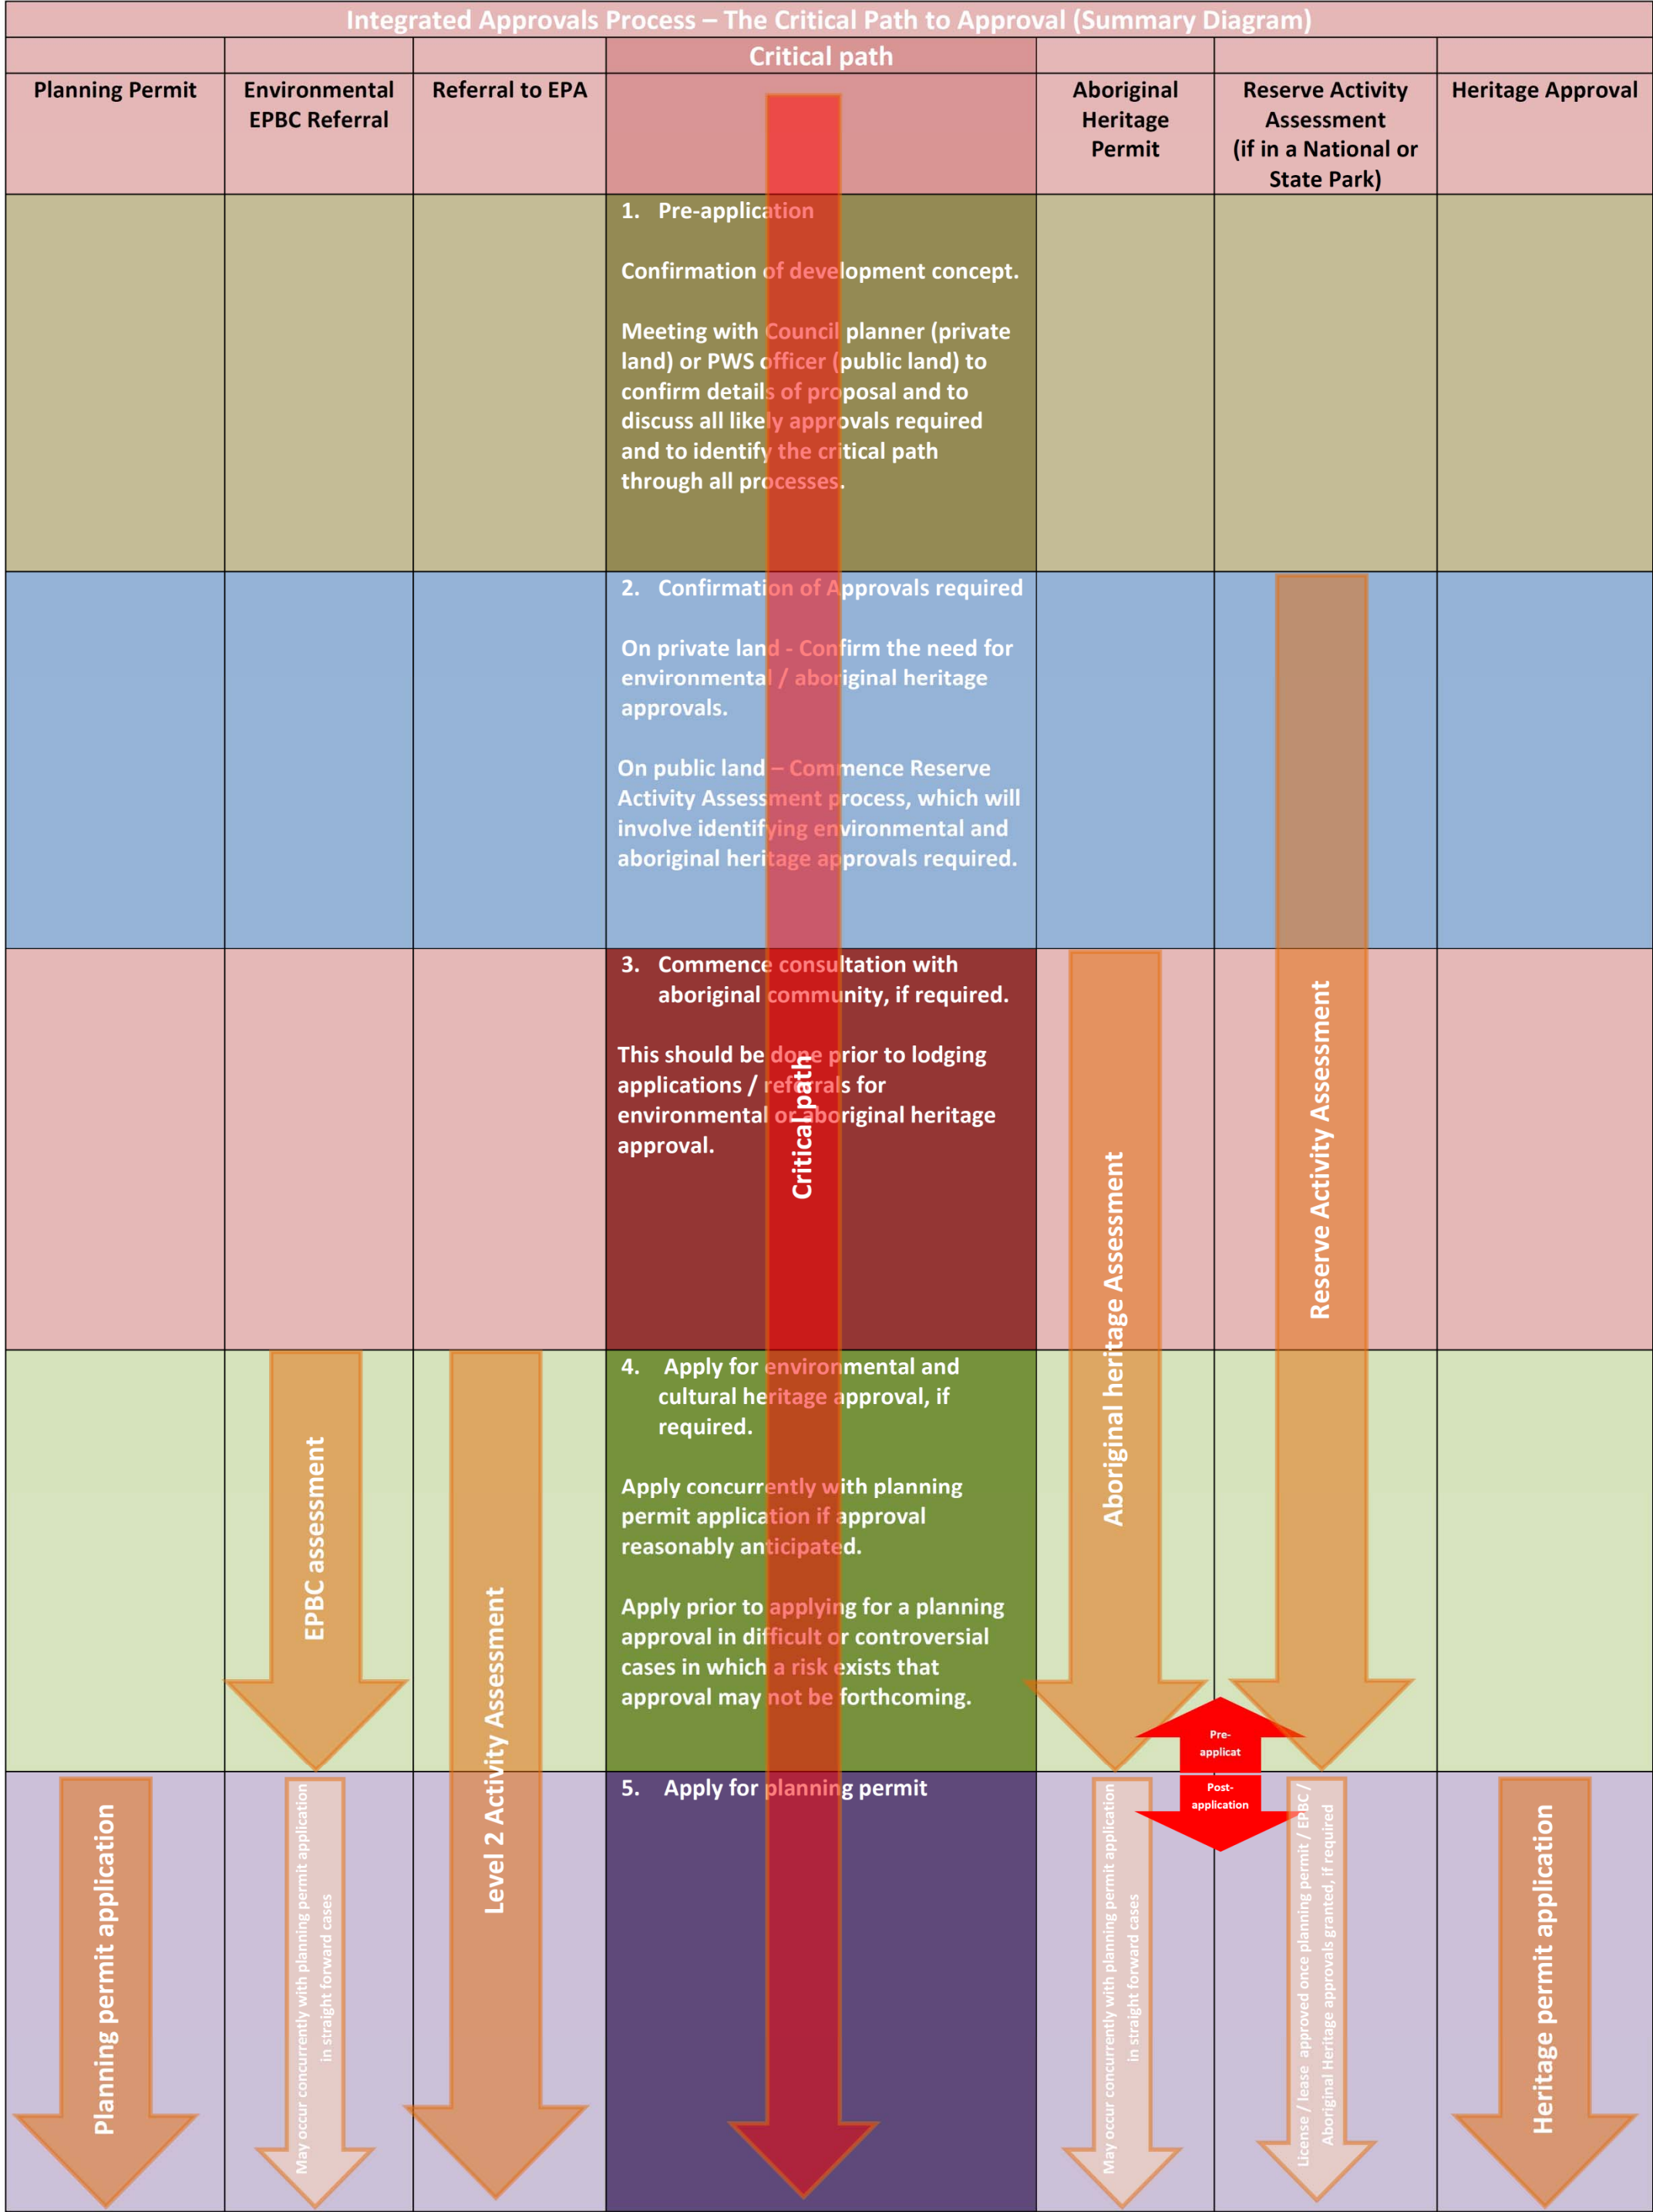 Integrated Approvals Process – The Critical Path to Approval (Summary Diagram)
Critical path
Planning Permit
Environmental
EPBC Referral
Referral to EPA
Aboriginal
Heritage
Permit
Reserve Activity
Assessment
(if in a National or
State Park)
Heritage Approval
1. Pre-application
Confirmation of development concept.
Meeting with Council planner (private
land) or PWS officer (public land) to
confirm details of proposal and to
discuss all likely approvals required
and to identify the critical path
through all processes.
2. Confirmation of Approvals required
On private land - Confirm the need for
environmental / aboriginal heritage
approvals.
On public land – Commence Reserve
Activity Assessment process, which will
involve identifying environmental and
aboriginal heritage approvals required.
3. Commence consultation with
aboriginal community, if required.
This should be done prior to lodging
applications / referrals for
environmental or aboriginal heritage
approval.
Critical path
Aboriginal heritage Assessment
Reserve Activity Assessment
EPBC assessment
Level 2 Activity Assessment
4. Apply for environmental and
cultural heritage approval, if
required.
Apply concurrently with planning
permit application if approval
reasonably anticipated.
Apply prior to applying for a planning
approval in difficult or controversial
cases in which a risk exists that
approval may not be forthcoming.
Pre-
applicat
Post-
application
5. Apply for planning permit
Planning permit application
May occur concurrently with planning permit application
in straight forward cases
May occur concurrently with planning permit application
in straight forward cases
License / lease approved once planning permit / EPBC /
Aboriginal Heritage approvals granted, if required
Heritage permit application